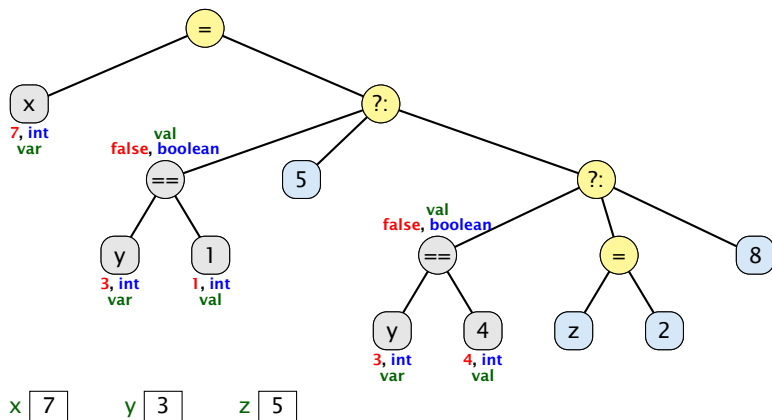 =
x
?:
7, int
var
val
false, boolean
==
5
?:
val
false, boolean
y
1
==
=
8
3, int
var
1, int
val
y
4
z
2
3, int
var
4, int
val
x 7 y 3 z 5